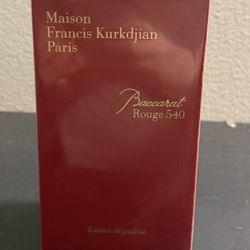 Maison
Francis Kurkdjian
Paris
Baccarat
Rouge 540
Extrait de parfum